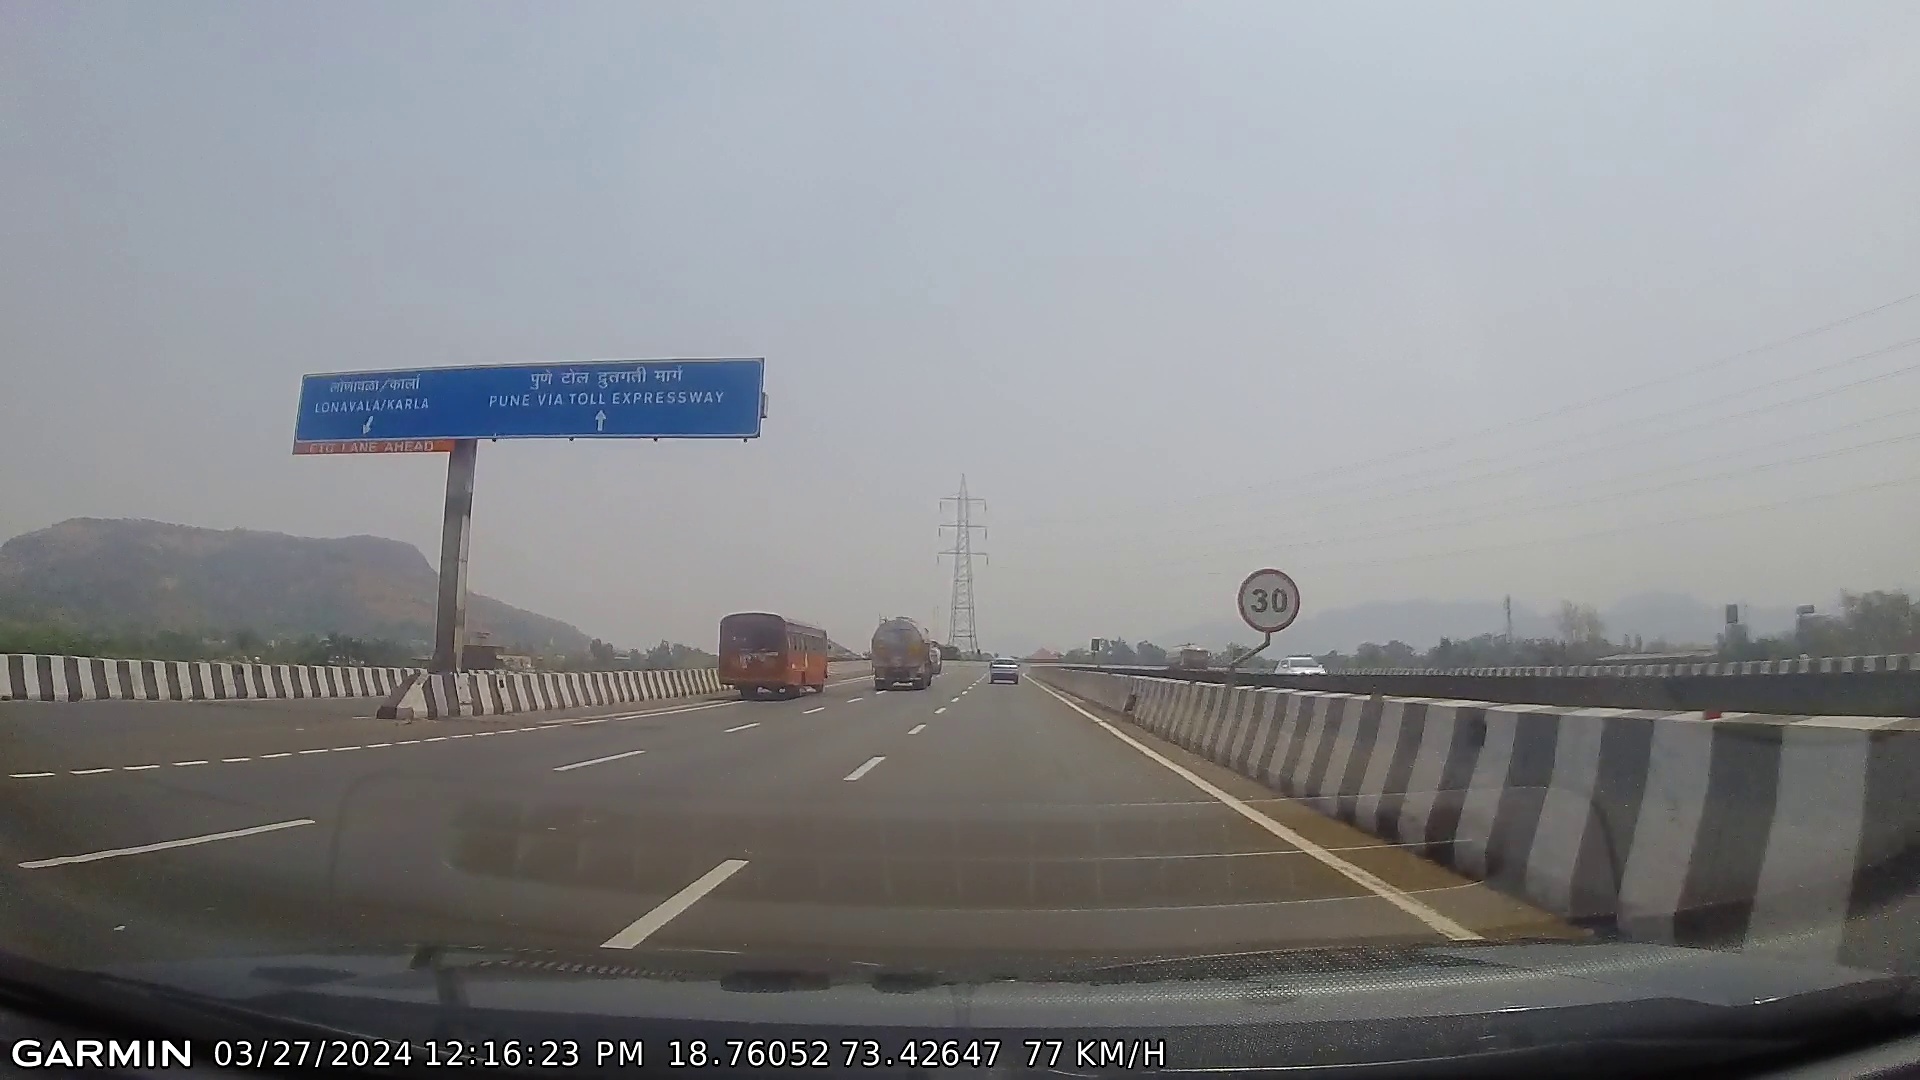 लोणावळा/कार्ला
LONAVALA/KARLA
पुणे टोल द्रुतगती मार्ग
PUNE VIA TOLL EXPRESSWAY
LANE AHEAD
30
GARMIN 03/27/2024 12:16:23 PM 18.76052 73.42647 77 KM/H